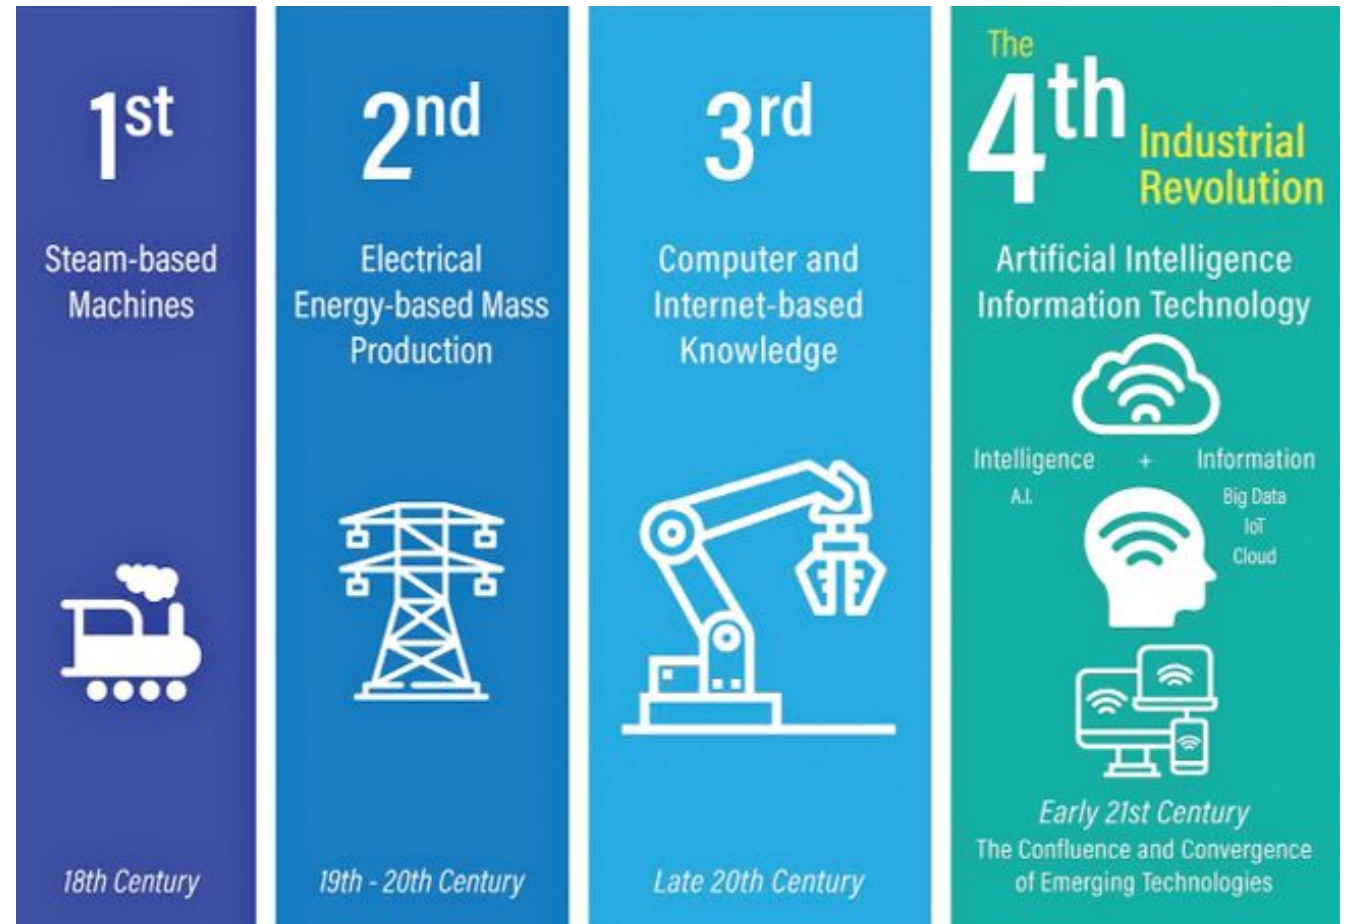 1st
Steam-based
Machines
18th Century
2nd
Electrical
Energy-based Mass
Production
19th - 20th Century
3rd
Computer and
Internet-based
Knowledge
Late 20th Century
The
4th Industrial
Revolution
Artificial Intelligence
Information Technology
Intelligence + Information
A.I. Big Data
IoT
Cloud
Early 21st Century
The Confluence and Convergence
of Emerging Technologies